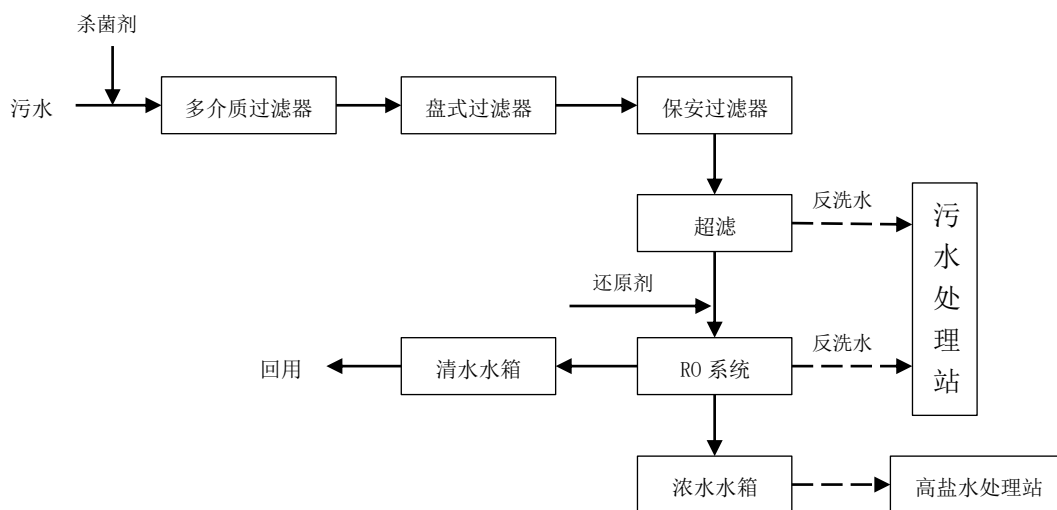 杀菌剂
污水
多介质过滤器
盘式过滤器
保安过滤器
超滤
反洗水
污水处理站
还原剂
回用
清水水箱
RO 系统
反洗水
浓水水箱
高盐水处理站